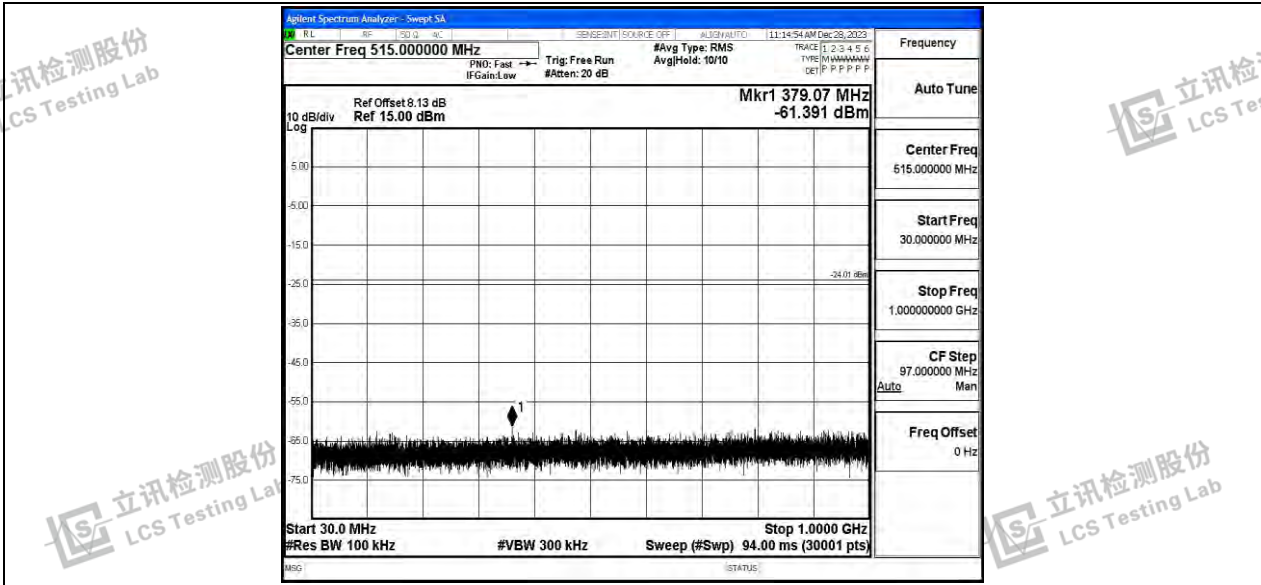 Agilent Spectrum Analyzer - Swept SA
RL RF 50 Ω AC SENSE:INT SOURCE OFF ALIGN AUTO 11:14:54 AM Dec 28, 2023
Center Freq 515.000000 MHz
PNO: Fast
IFGain:Low
Trig: Free Run
#Atten: 20 dB
#Avg Type: RMS
Avg|Hold: 10/10
TRACE 1 2 3 4 5 6
TYPE M WWWWW
DET P P P P P P
Frequency
Auto Tune
Center Freq
515.000000 MHz
Start Freq
30.000000 MHz
Stop Freq
1.000000000 GHz
CF Step
97.000000 MHz
Auto Man
Freq Offset
0 Hz
Mkr1 379.07 MHz
-61.391 dBm
Ref Offset 8.13 dB
10 dB/div Ref 15.00 dBm
Log
5.00
-5.00
-15.0
-24.01 dBm
-25.0
-35.0
-45.0
-55.0
1
-65.0
-75.0
Start 30.0 MHz Stop 1.0000 GHz
#Res BW 100 kHz #VBW 300 kHz Sweep (#Swp) 94.00 ms (30001 pts)
MSG STATUS
立讯检测股份
LCS Testing Lab
立讯检
LCS Tes
立讯检测股份
LCS Testing Lab
立讯检测股份
LCS Testing Lab